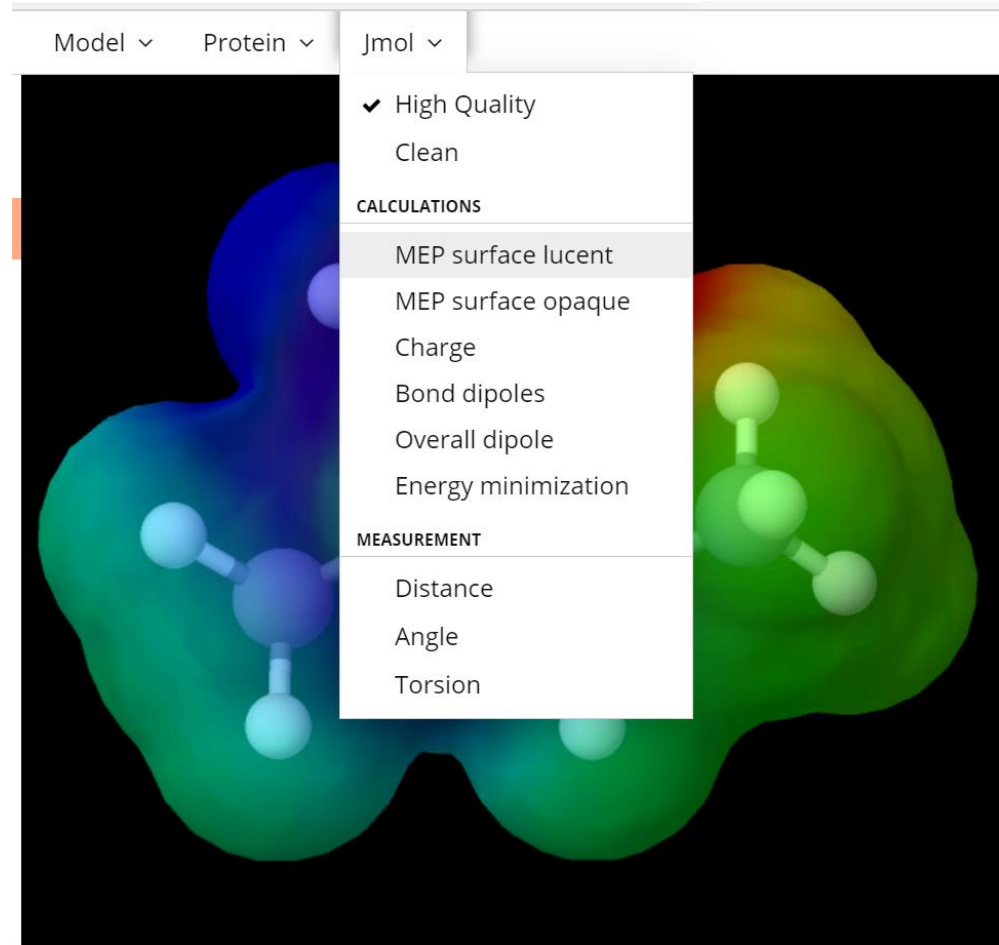 Model Protein Jmol
High Quality
Clean
CALCULATIONS
MEP surface lucent
MEP surface opaque
Charge
Bond dipoles
Overall dipole
Energy minimization
MEASUREMENT
Distance
Angle
Torsion